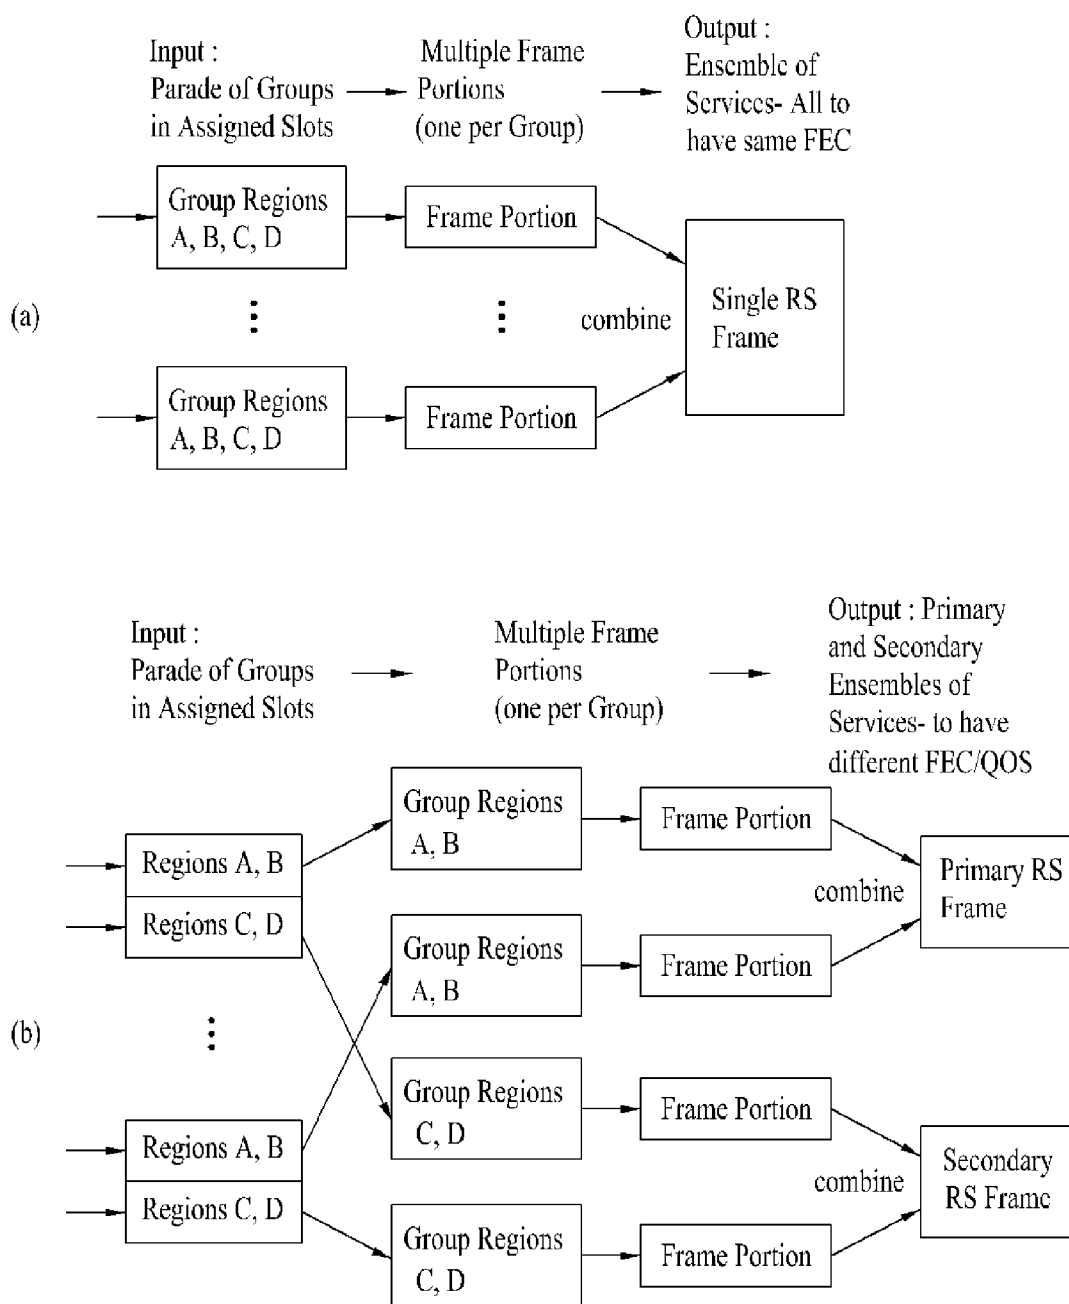 Input :
Parade of Groups
in Assigned Slots
Multiple Frame
Portions
(one per Group)
Output :
Ensemble of
Services- All to
have same FEC
Group Regions
A, B, C, D
Frame Portion
(a)
combine
Single RS
Frame
Group Regions
A, B, C, D
Frame Portion
Input :
Parade of Groups
in Assigned Slots
Multiple Frame
Portions
(one per Group)
Output : Primary
and Secondary
Ensembles of
Services- to have
different FEC/QOS
Regions A, B
Regions C, D
Group Regions
A, B
Frame Portion
combine
Primary RS
Frame
Group Regions
A, B
Frame Portion
(b)
Group Regions
C, D
Frame Portion
Regions A, B
Regions C, D
combine
Secondary
RS Frame
Group Regions
C, D
Frame Portion